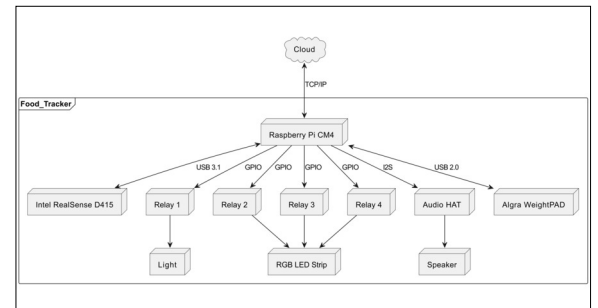 Cloud
TCP/IP
Food_Tracker
Raspberry Pi CM4
USB 3.1
GPIO
GPIO
GPIO
GPIO
I2S
USB 2.0
Intel RealSense D415
Relay 1
Relay 2
Relay 3
Relay 4
Audio HAT
Algra WeightPAD
Light
RGB LED Strip
Speaker